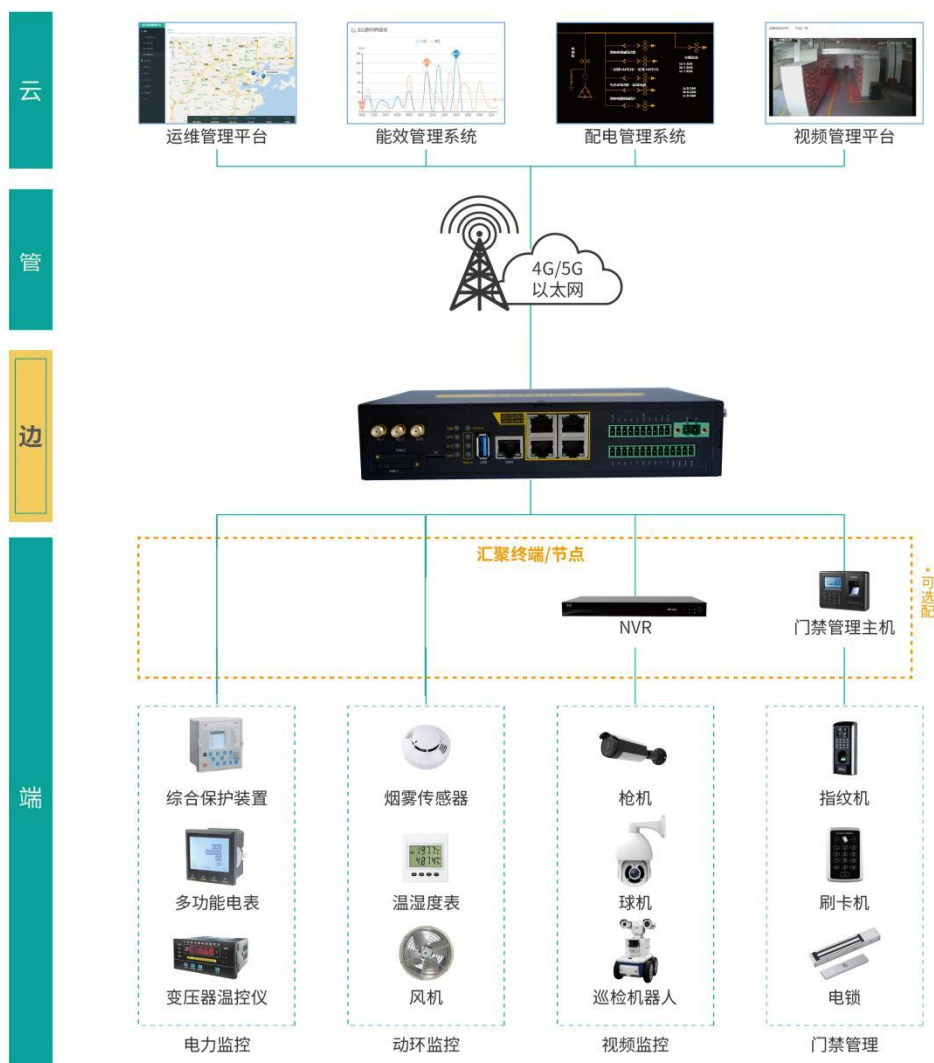 云
运维管理平台
能效管理系统
配电管理系统
视频管理平台
管
4G/5G
以太网
边
USB
WAN
端
汇聚终端/节点
*可选配
NVR
门禁管理主机
综合保护装置
烟雾传感器
枪机
指纹机
多功能电表
温湿度表
球机
刷卡机
变压器温控仪
风机
巡检机器人
电锁
电力监控
动环监控
视频监控
门禁管理